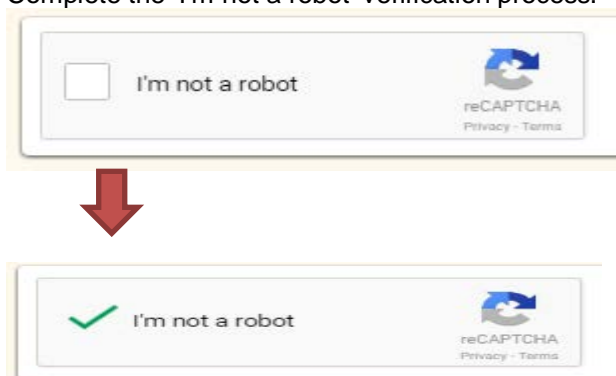 Complete the "I'm not a robot" verification process.
I'm not a robot
reCAPTCHA
Privacy - Terms
I'm not a robot
reCAPTCHA
Privacy - Terms